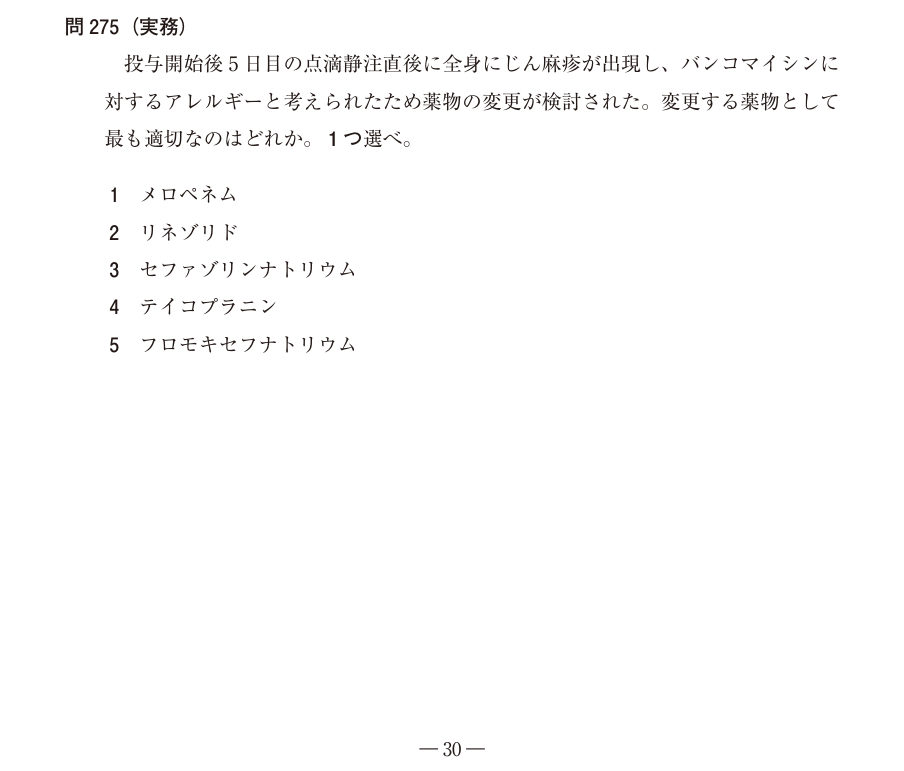 問 275（実務）
投与開始後５日目の点滴静注直後に全身にじん麻疹が出現し、バンコマイシンに
対するアレルギーと考えられたため薬物の変更が検討された。変更する薬物として
最も適切なのはどれか。１つ選べ。
1　メロペネム
2　リネゾリド
3　セファゾリンナトリウム
4　テイコプラニン
5　フロモキセフナトリウム
― 30 ―